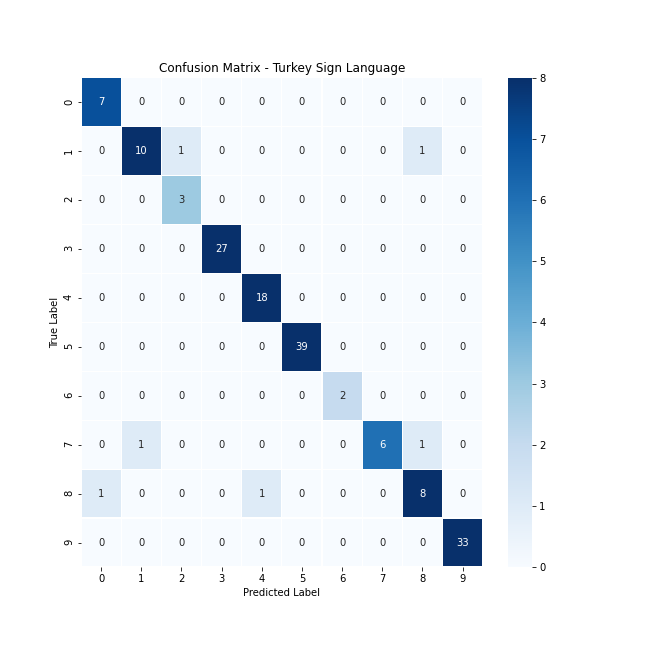 Confusion Matrix - Turkey Sign Language
True Label
0 7 0 0 0 0 0 0 0 0 0
1 0 10 1 0 0 0 0 0 1 0
2 0 0 3 0 0 0 0 0 0 0
3 0 0 0 27 0 0 0 0 0 0
4 0 0 0 0 18 0 0 0 0 0
5 0 0 0 0 0 39 0 0 0 0
6 0 0 0 0 0 0 2 0 0 0
7 0 1 0 0 0 0 0 6 1 0
8 1 0 0 0 1 0 0 0 8 0
9 0 0 0 0 0 0 0 0 0 33
0 1 2 3 4 5 6 7 8 9
Predicted Label
8
7
6
5
4
3
2
1
0